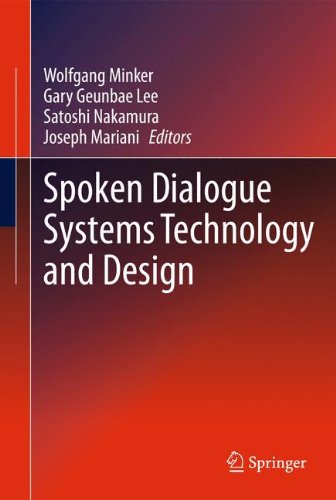 Wolfgang Minker
Gary Geunbae Lee
Satoshi Nakamura
Joseph Mariani Editors
Spoken Dialogue
Systems Technology
and Design
Springer